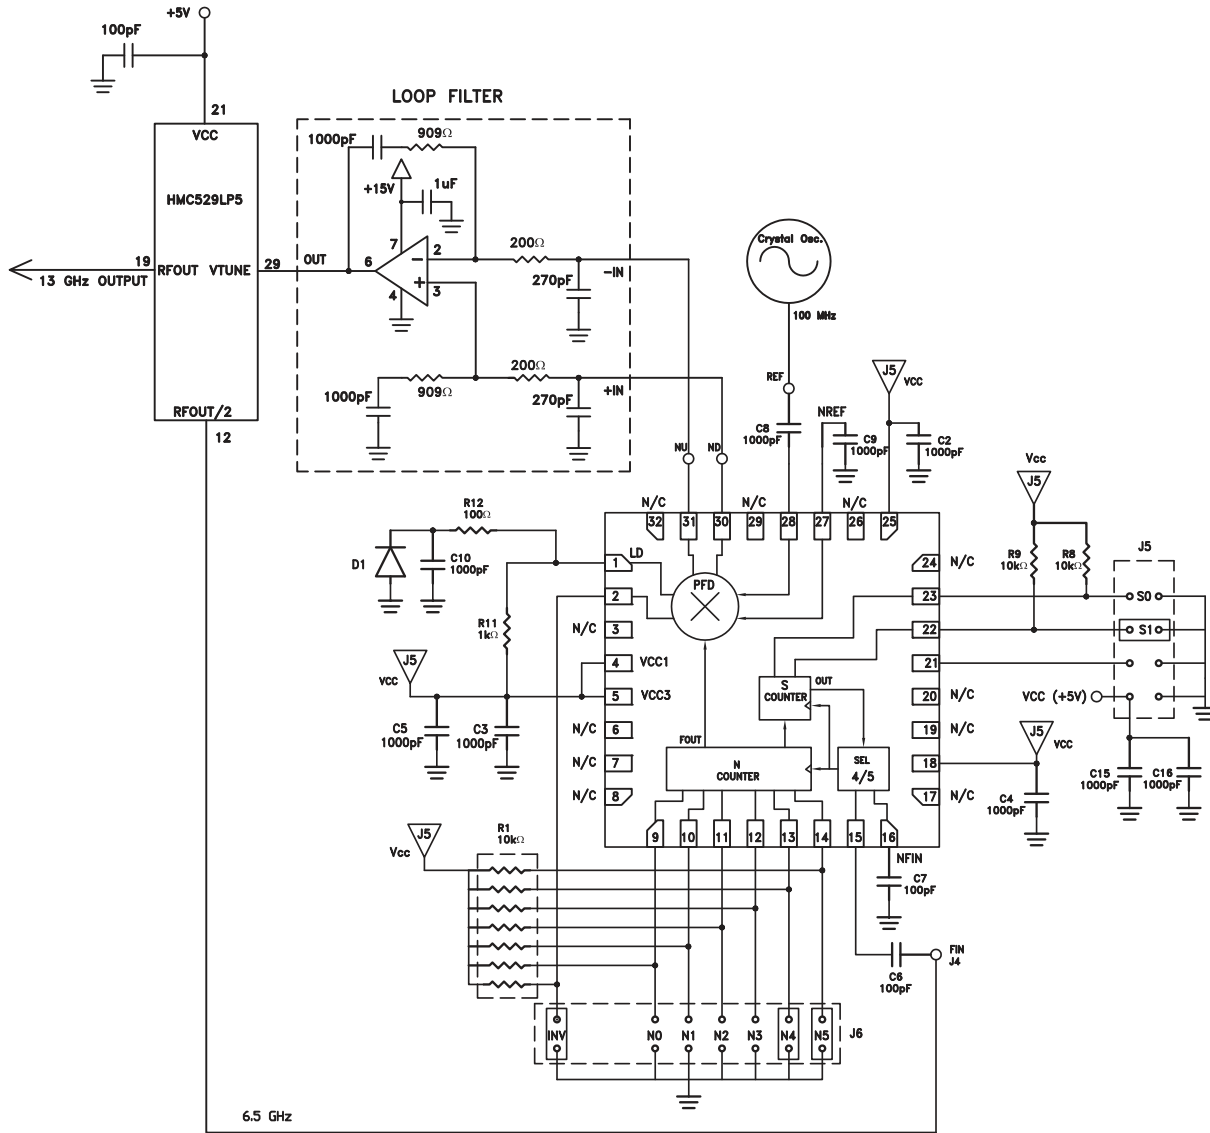 +5V
100pF
21
VCC
HMC529LP5
19
RFOUT VTUNE
29
13 GHz OUTPUT
RFOUT/2
12
LOOP FILTER
1000pF
909Ω
+15V
1uF
7
OUT
6
2
3
4
200Ω
270pF
-IN
200Ω
+IN
1000pF
909Ω
270pF
Crystal Osc.
100 MHz
REF
J5
VCC
C8
1000pF
NREF
C9
1000pF
C2
1000pF
NU
ND
N/C
N/C
N/C
32
31
30
29
28
27
26
25
R12
100Ω
D1
C10
1000pF
R11
1kΩ
1
LD
2
N/C
3
4
VCC1
5
VCC3
N/C
6
N/C
7
N/C
8
J5
VCC
C5
1000pF
C3
1000pF
PFD
S
COUNTER
OUT
FOUT
N
COUNTER
SEL
4/5
24
N/C
23
22
21
20
N/C
19
N/C
18
17
N/C
Vcc
J5
R9
10kΩ
R8
10kΩ
J5
S0
S1
VCC (+5V)
J5
VCC
C4
1000pF
C15
1000pF
C16
1000pF
9
10
11
12
13
14
15
16
NFIN
C7
100pF
J5
Vcc
R1
10kΩ
C6
100pF
FIN
J4
INV
N0
N1
N2
N3
N4
N5
J6
6.5 GHz